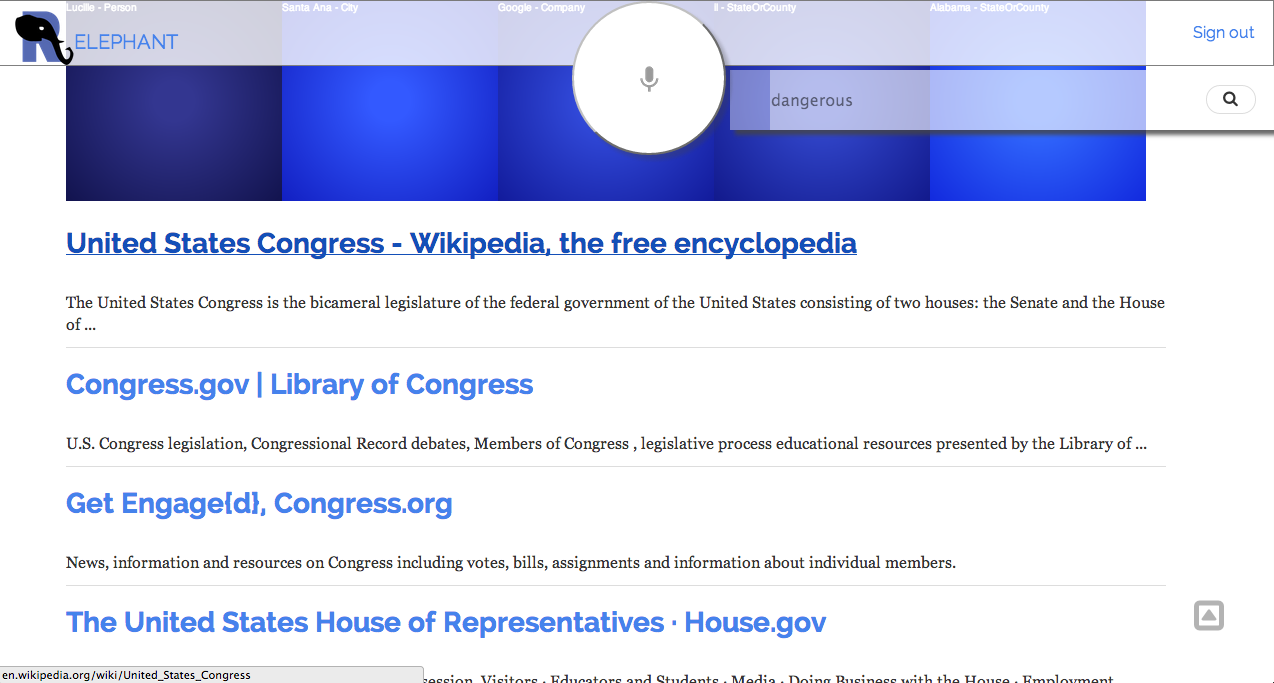 Lucille - Person
Santa Ana - City
Google - Company
Il - StateOrCounty
Alabama - StateOrCounty
R
ELEPHANT
Sign out
dangerous
United States Congress - Wikipedia, the free encyclopedia
The United States Congress is the bicameral legislature of the federal government of the United States consisting of two houses: the Senate and the House
of ...
Congress.gov | Library of Congress
U.S. Congress legislation, Congressional Record debates, Members of Congress , legislative process educational resources presented by the Library of ...
Get Engage{d}, Congress.org
News, information and resources on Congress including votes, bills, assignments and information about individual members.
The United States House of Representatives · House.gov
session. Visitors · Educators and Students · Media · Doing Business with the House · Employment
en.wikipedia.org/wiki/United_States_Congress